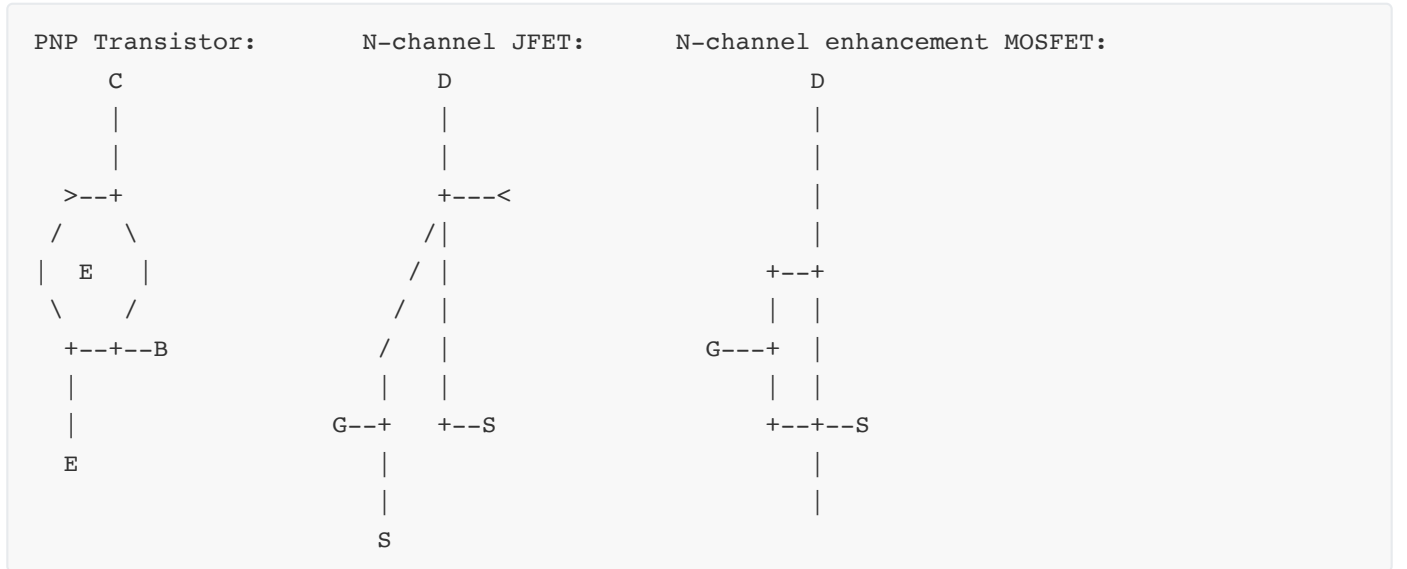 PNP Transistor:       N-channel JFET:      N-channel enhancement MOSFET:
     C                     D                        D
     |                     |                        |
     |                     |                        |
  >--+                     +---<                    |
 /    \                   /|                        |
|  E   |                 / |                     +--+
 \    /                 /  |                     |  |
  +--+--B              /   |                 G---+  |
  |                    |   |                     |  |
  |                 G--+   +--S                  +--+--S
  E                    |                            |
                       |                            |
                       S